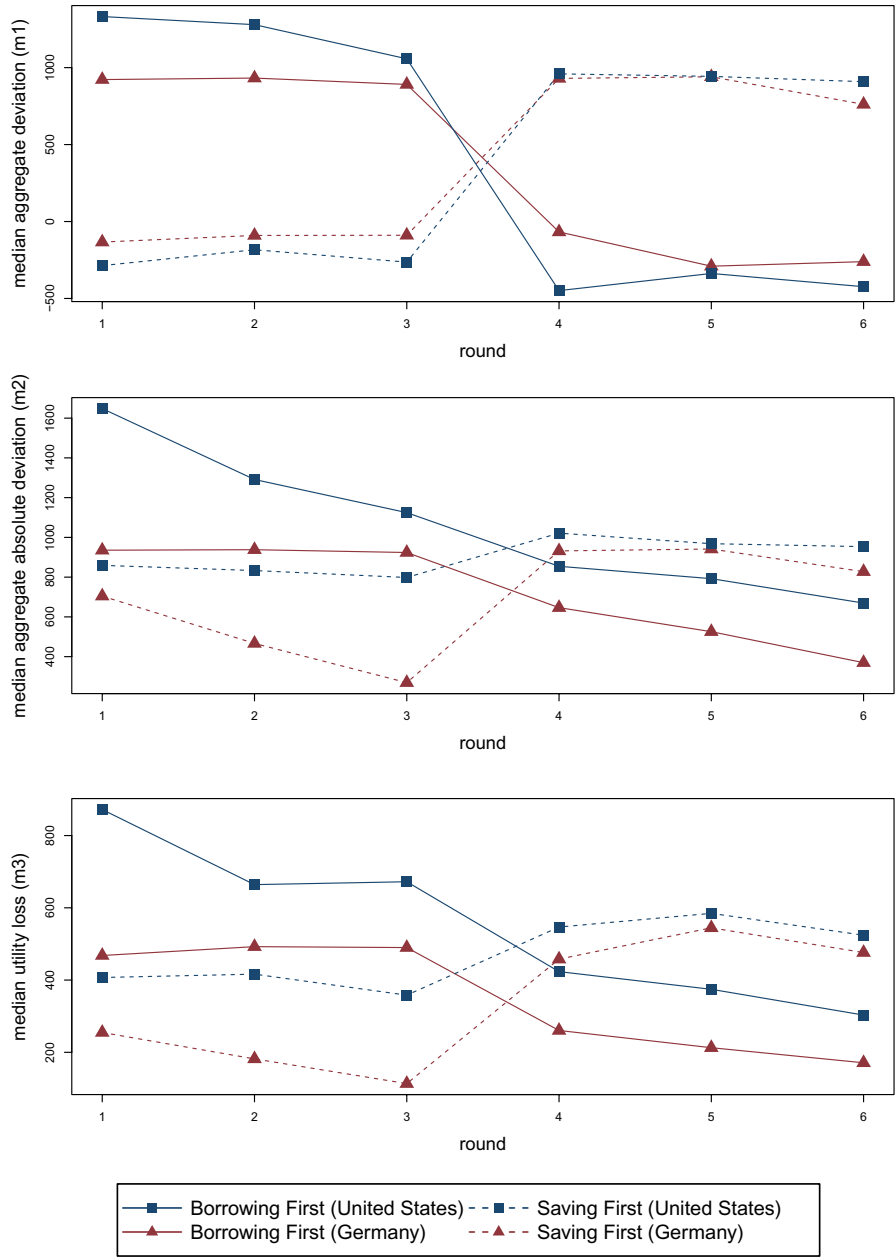 median aggregate deviation (m1)
1000
500
0
−500
1 2 3 4 5 6
round
median aggregate absolute deviation (m2)
1600
1400
1200
1000
800
600
400
1 2 3 4 5 6
round
median utility loss (m3)
800
600
400
200
1 2 3 4 5 6
round
Borrowing First (United States) Saving First (United States)
Borrowing First (Germany) Saving First (Germany)